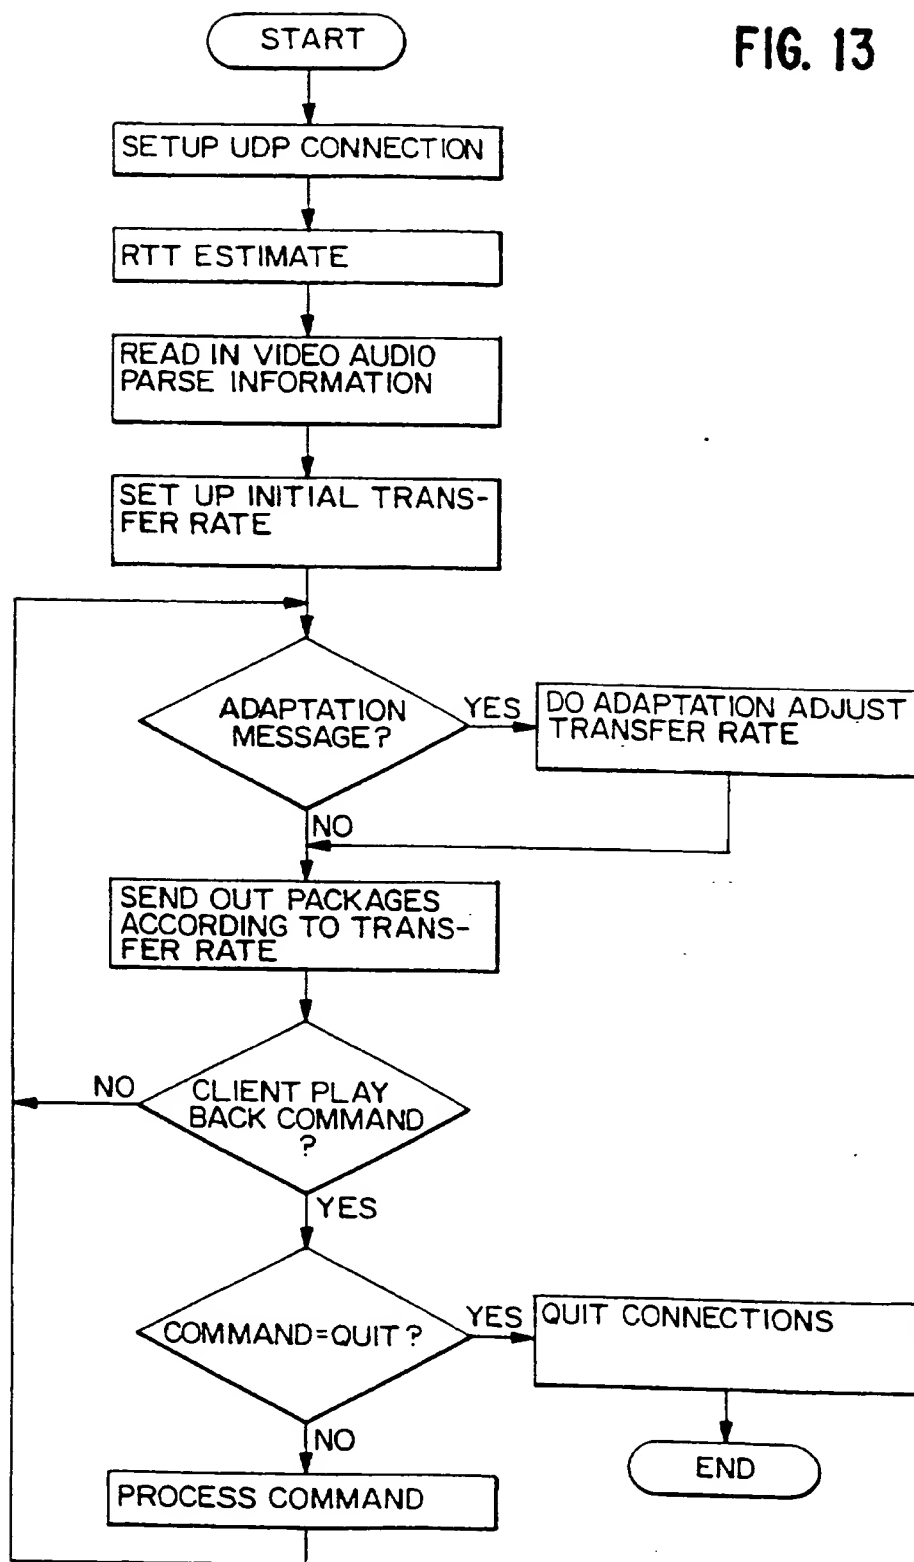 START
FIG. 13
SETUP UDP CONNECTION
RTT ESTIMATE
READ IN VIDEO AUDIO
PARSE INFORMATION
SET UP INITIAL TRANS-
FER RATE
ADAPTATION
MESSAGE?
YES
DO ADAPTATION ADJUST
TRANSFER RATE
NO
SEND OUT PACKAGES
ACCORDING TO TRANS-
FER RATE
NO
CLIENT PLAY
BACK COMMAND
?
YES
COMMAND=QUIT?
YES
QUIT CONNECTIONS
NO
END
PROCESS COMMAND